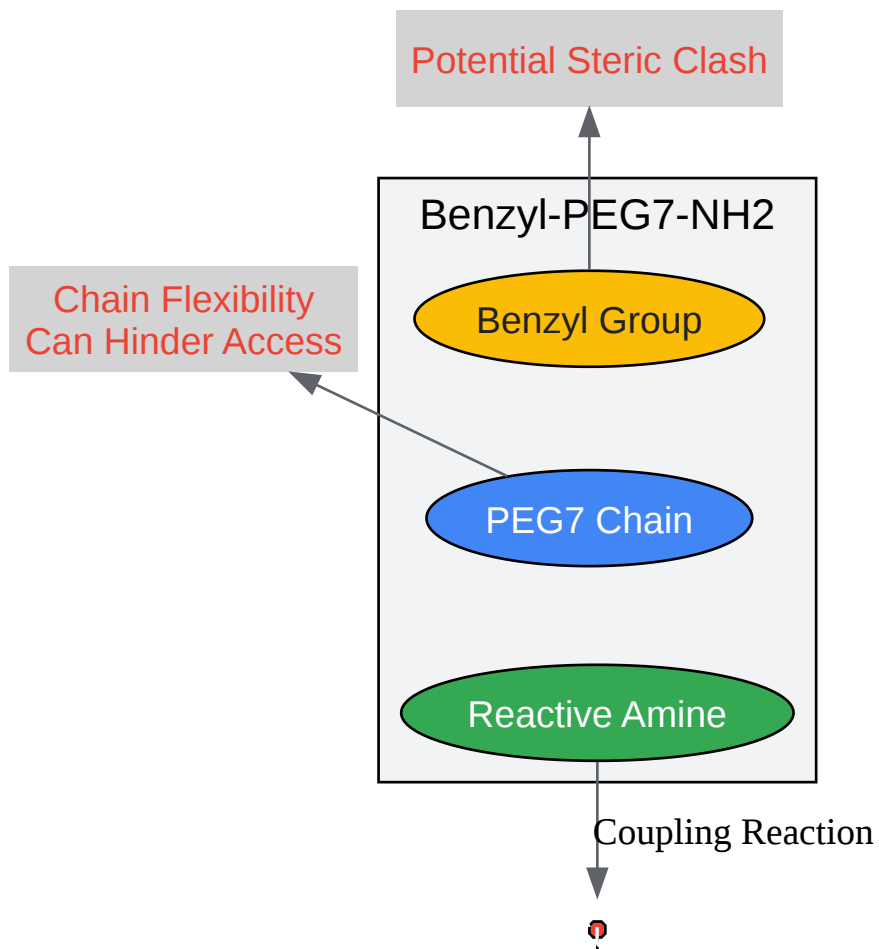 Potential Steric Clash
Benzyl-PEG7-NH2
Chain Flexibility
Can Hinder Access
Benzyl Group
PEG7 Chain
Reactive Amine
Coupling Reaction